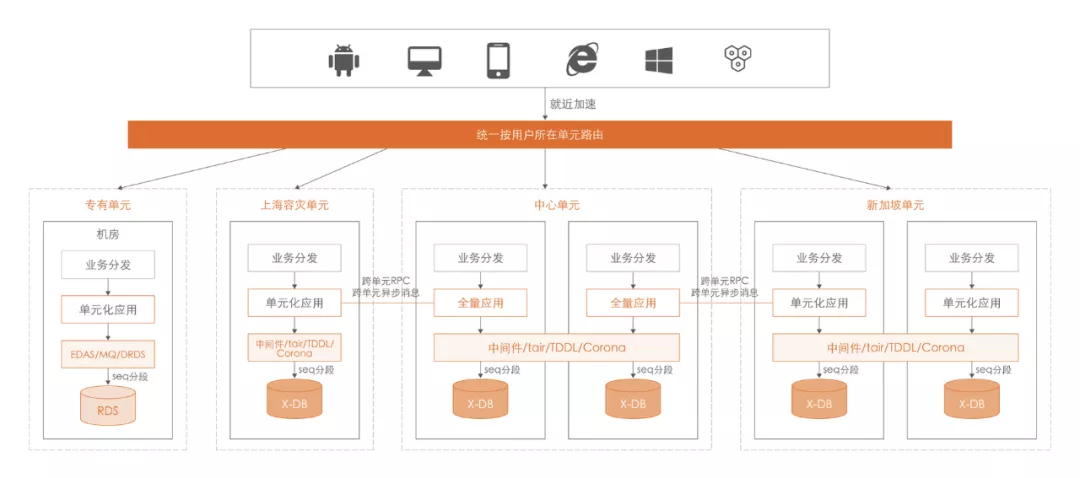 就近加速
统一按用户所在单元路由
专有单元
上海容灾单元
中心单元
新加坡单元
机房
业务分发
业务分发
业务分发
业务分发
业务分发
业务分发
跨单元RPC
跨单元异步消息
跨单元RPC
跨单元异步消息
单元化应用
单元化应用
全量应用
全量应用
单元化应用
单元化应用
EDAS/MQ/DRDS
中间件/tair/TDDL/
Corona
中间件/tair/TDDL/Corona
中间件/tair/TDDL/Corona
seq分段
seq分段
seq分段
seq分段
seq分段
seq分段
RDS
X-DB
X-DB
X-DB
X-DB
X-DB